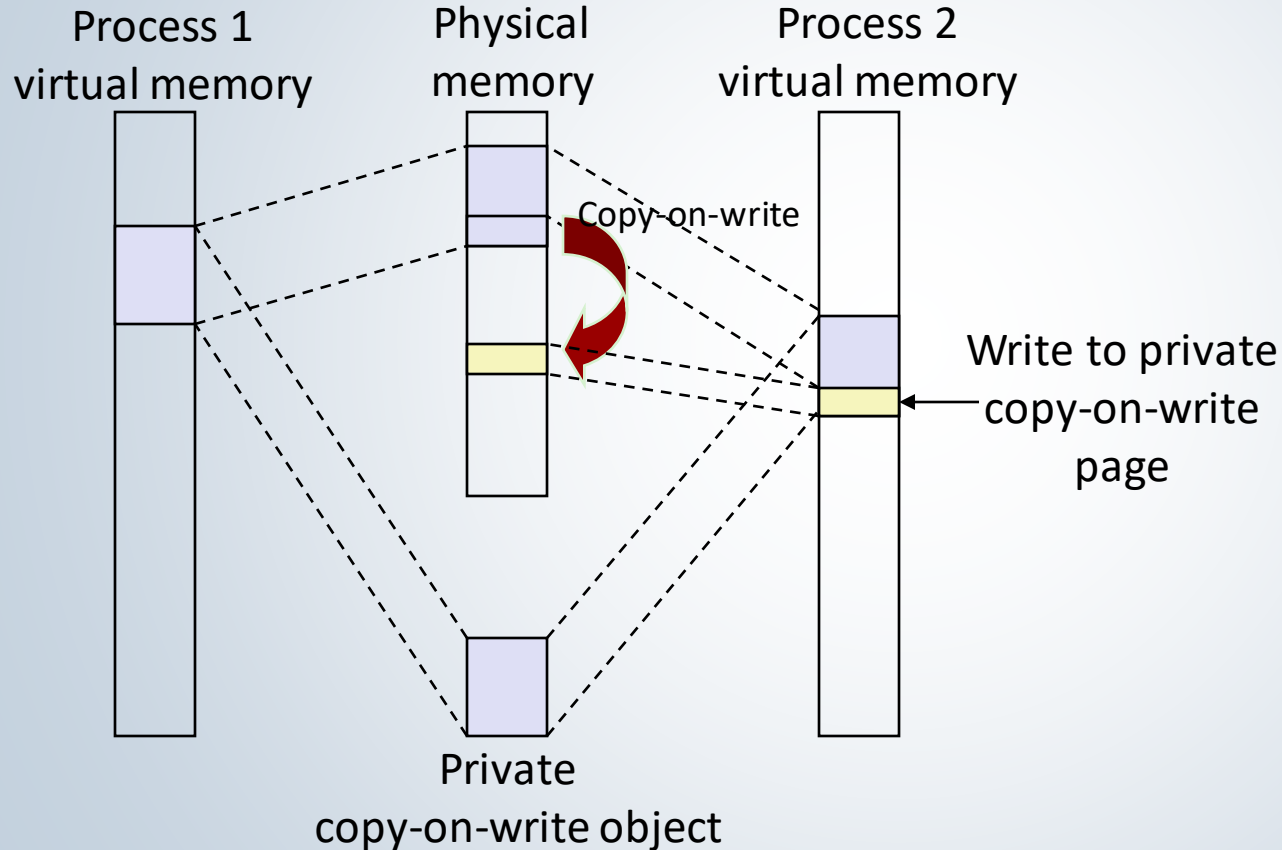 Process 1
virtual memory
Physical
memory
Process 2
virtual memory
Copy-on-write
Write to private
copy-on-write
page
Private
copy-on-write object